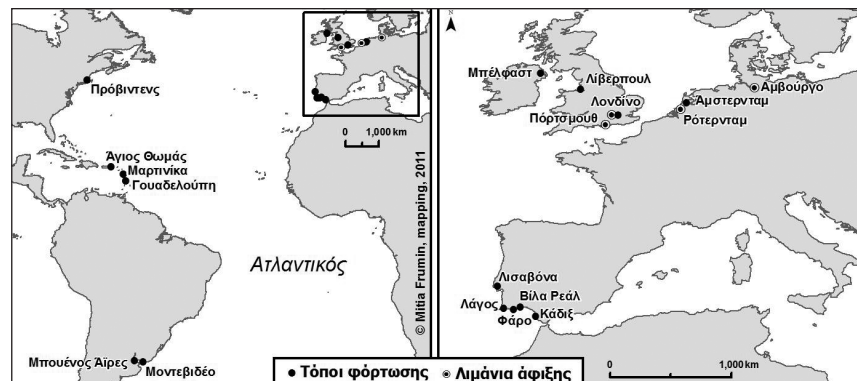 Πρόβιντενς
Άγιος Θωμάς
Μαρτινίκα
Γουαδελούπη
Ατλαντικός
Μπουένος Άϊρες
Μοντεβιδέο
0 1,000 km
© Mitia Frumin, mapping, 2011
N
Μπέλφαστ
Λίβερπουλ
Λονδίνο
Πόρτσμουθ
Αμβούργο
Άμστερνταμ
Ρότερνταμ
Λισαβόνα
Λάγος
Βίλα Ρεάλ
Φάρο
Κάδιξ
0 1,000 km
Τόποι φόρτωσης Λιμάνια άφιξης